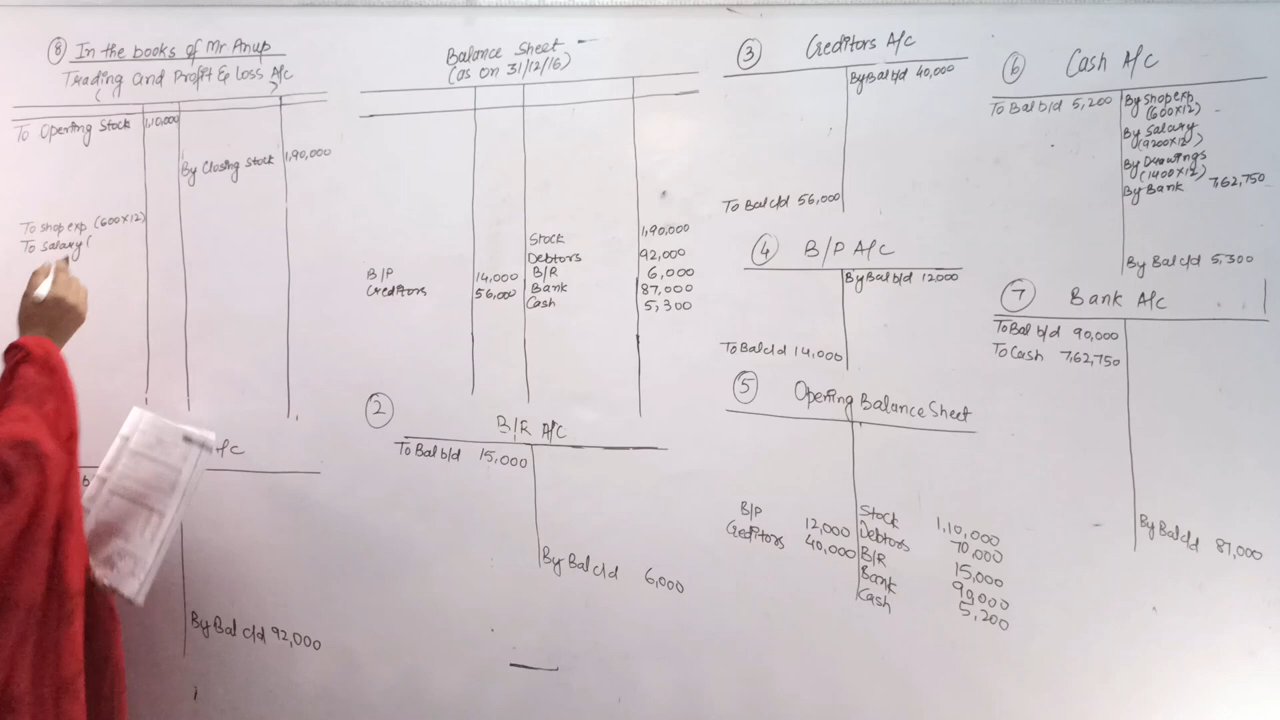 ⑧ In the books of Mr Anup
Trading and Profit & Loss A/c
( )
To Opening Stock 1,10,000
By Closing Stock 1,90,000
To shop exp (600×12)
To salary (
A/c
b
By Bal c/d 92,000
Balance Sheet
(as on 31/12/16)
Stock 1,90,000
Debtors 92,000
B/P 14,000 B/R 6,000
Creditors 56,000 Bank 87,000
Cash 5,300
② B/R A/c
To Bal b/d 15,000
By Bal c/d 6,000
③ Creditors A/c
By Bal b/d 40,000
To Bal c/d 56,000
④ B/P A/c
By Bal b/d 12000
To Bal c/d 14,000
⑤ Opening Balance Sheet
Stock 1,10,000
B/P 12,000 Debtors 70,000
Creditors 40,000 B/R 15,000
Bank 90,000
Cash 5,200
⑥ Cash A/c
To Bal b/d 5,200 By Shop exp
(600×12) -
By Salary
(9200×12)
By Drawings
(1400×12)
By Bank 7,62,750
By Bal c/d 5,300
⑦ Bank A/c
To Bal b/d 90,000
To Cash 7,62,750
By Bal c/d 87,000